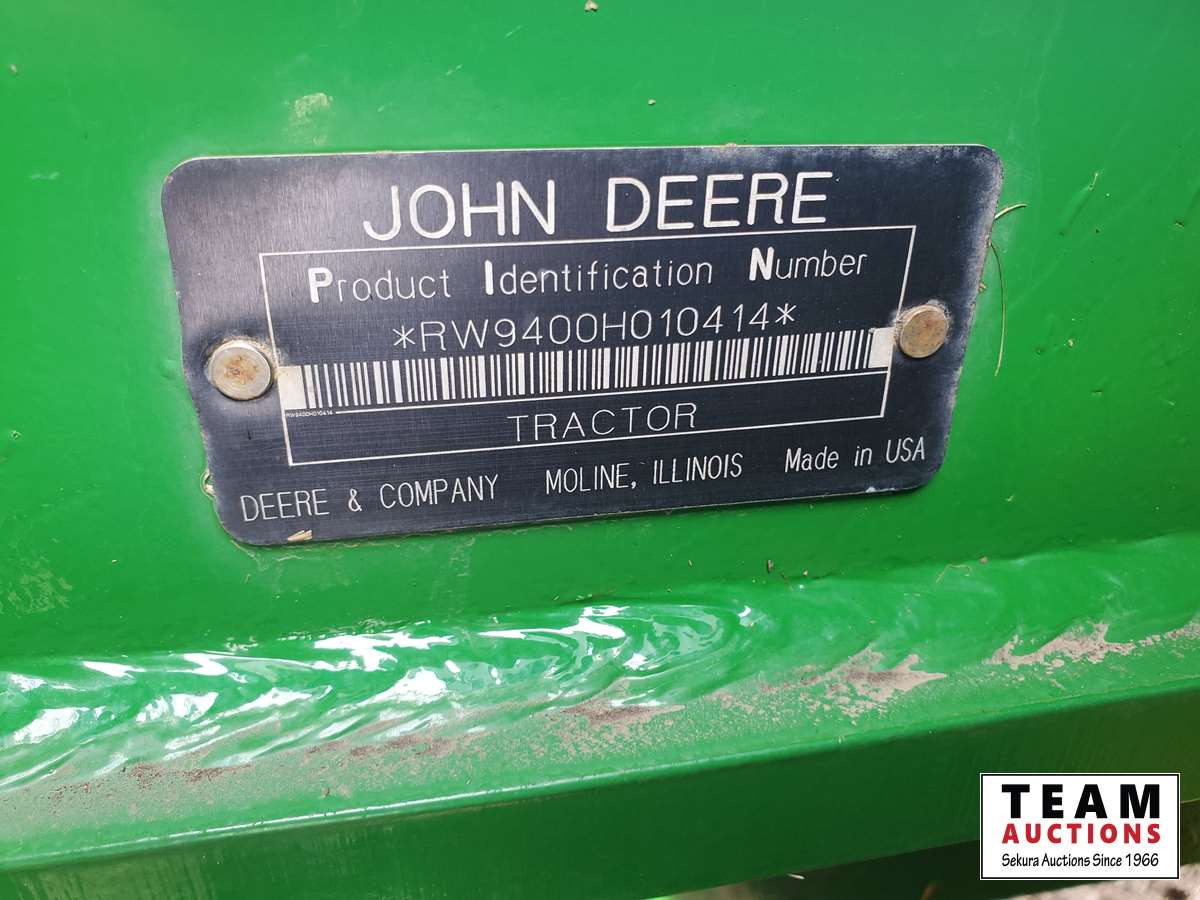 JOHN DEERE
Product Identification Number
*RW9400H010414*
RW9400H010414
TRACTOR
DEERE & COMPANY MOLINE, ILLINOIS Made in USA
TEAM
AUCTIONS
Sekura Auctions Since 1966